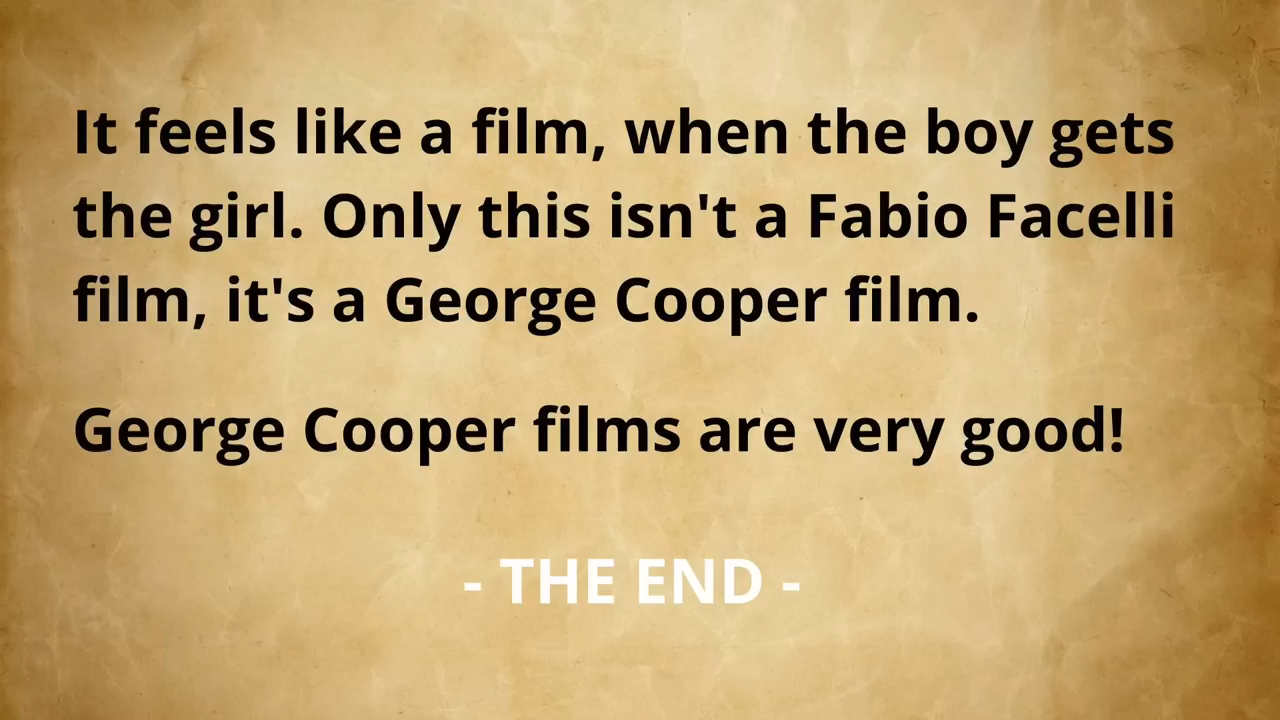 It feels like a film, when the boy gets
the girl. Only this isn't a Fabio Facelli
film, it's a George Cooper film.
George Cooper films are very good!
- THE END -